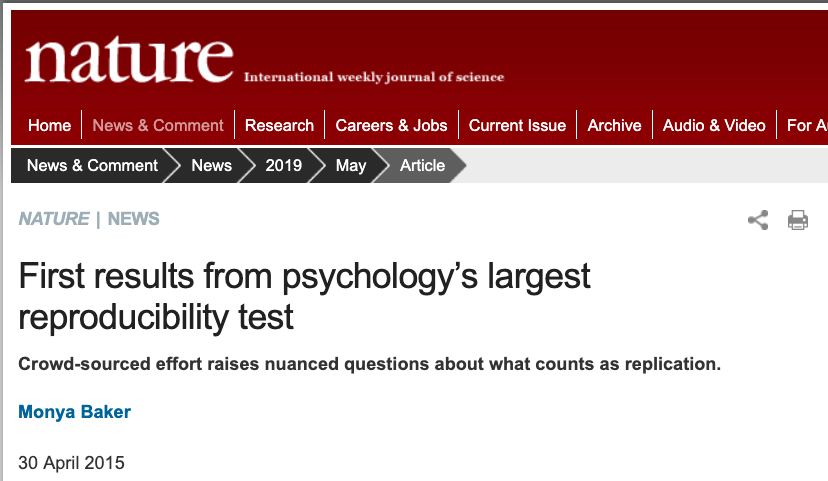 nature International weekly journal of science
Home News & Comment Research Careers & Jobs Current Issue Archive Audio & Video For A
News & Comment News 2019 May Article
NATURE | NEWS
First results from psychology’s largest
reproducibility test
Crowd-sourced effort raises nuanced questions about what counts as replication.
Monya Baker
30 April 2015